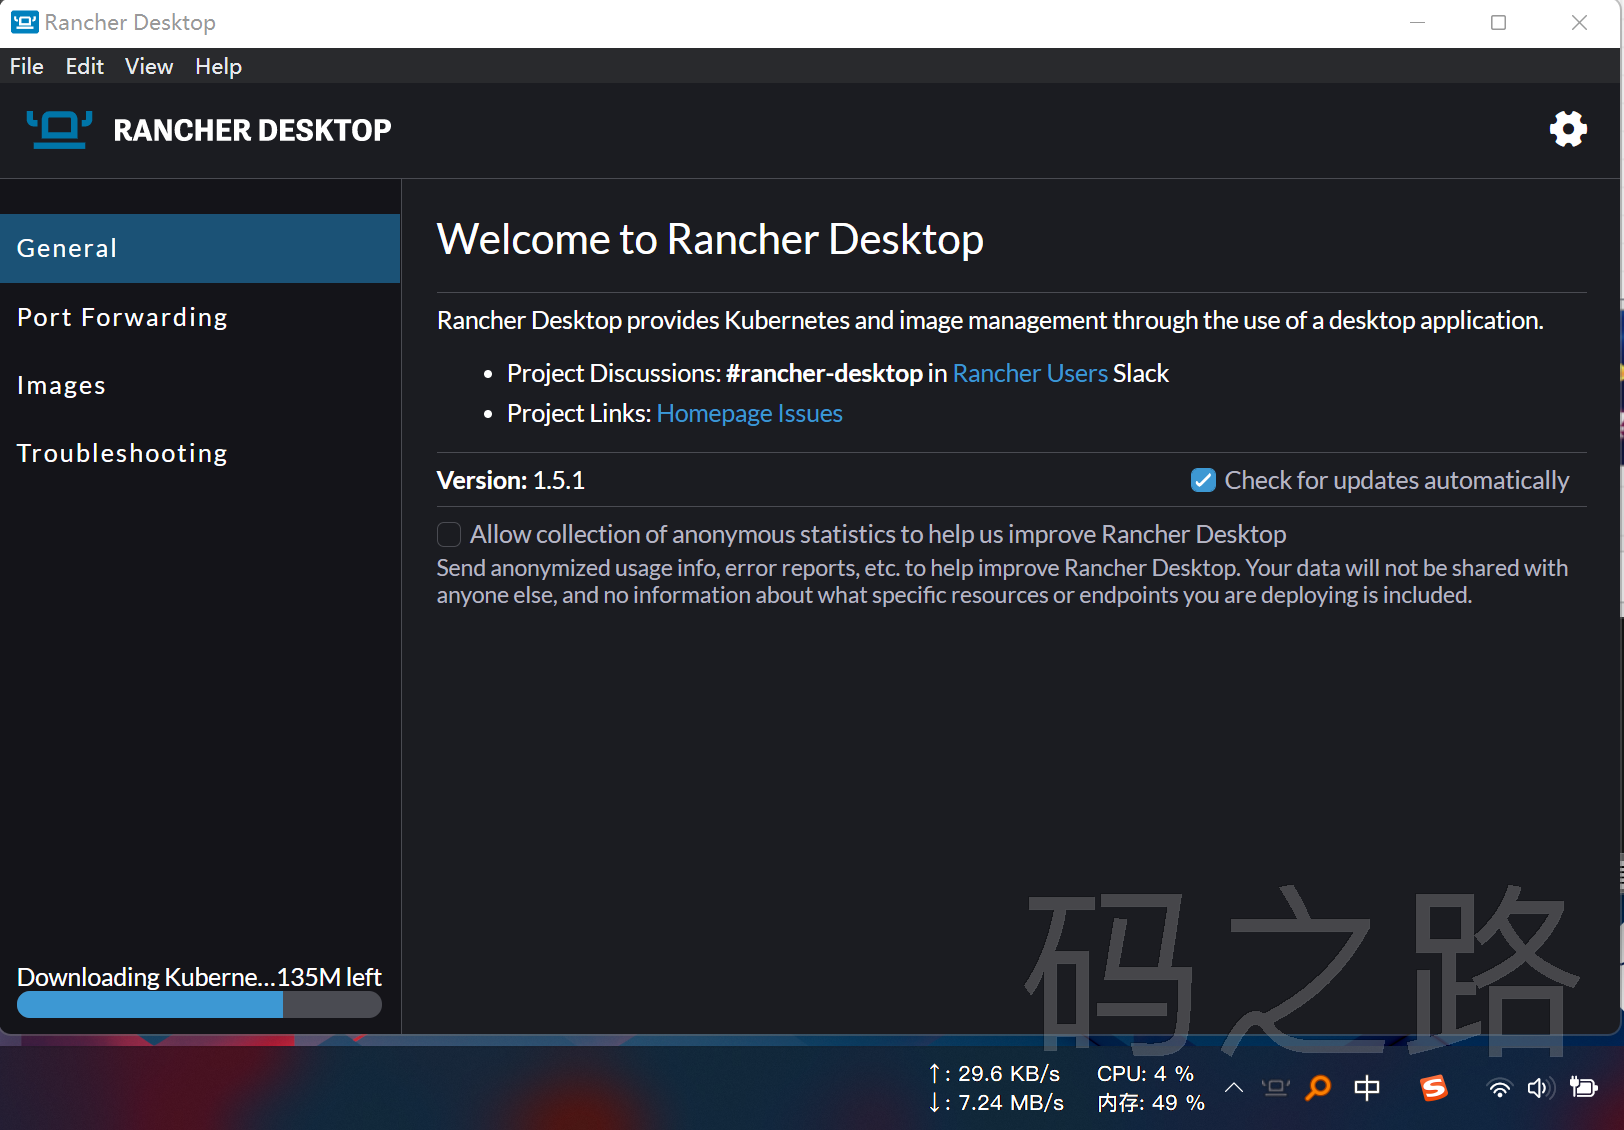 Rancher Desktop
File Edit View Help
RANCHER DESKTOP
General
Port Forwarding
Images
Troubleshooting
Welcome to Rancher Desktop
Rancher Desktop provides Kubernetes and image management through the use of a desktop application.
• Project Discussions: #rancher-desktop in Rancher Users Slack
• Project Links: Homepage Issues
Version: 1.5.1
Check for updates automatically
Allow collection of anonymous statistics to help us improve Rancher Desktop
Send anonymized usage info, error reports, etc. to help improve Rancher Desktop. Your data will not be shared with
anyone else, and no information about what specific resources or endpoints you are deploying is included.
Downloading Kuberne...135M left
码之路
↑: 29.6 KB/s CPU: 4 %
↓: 7.24 MB/s 内存: 49 %
中
S